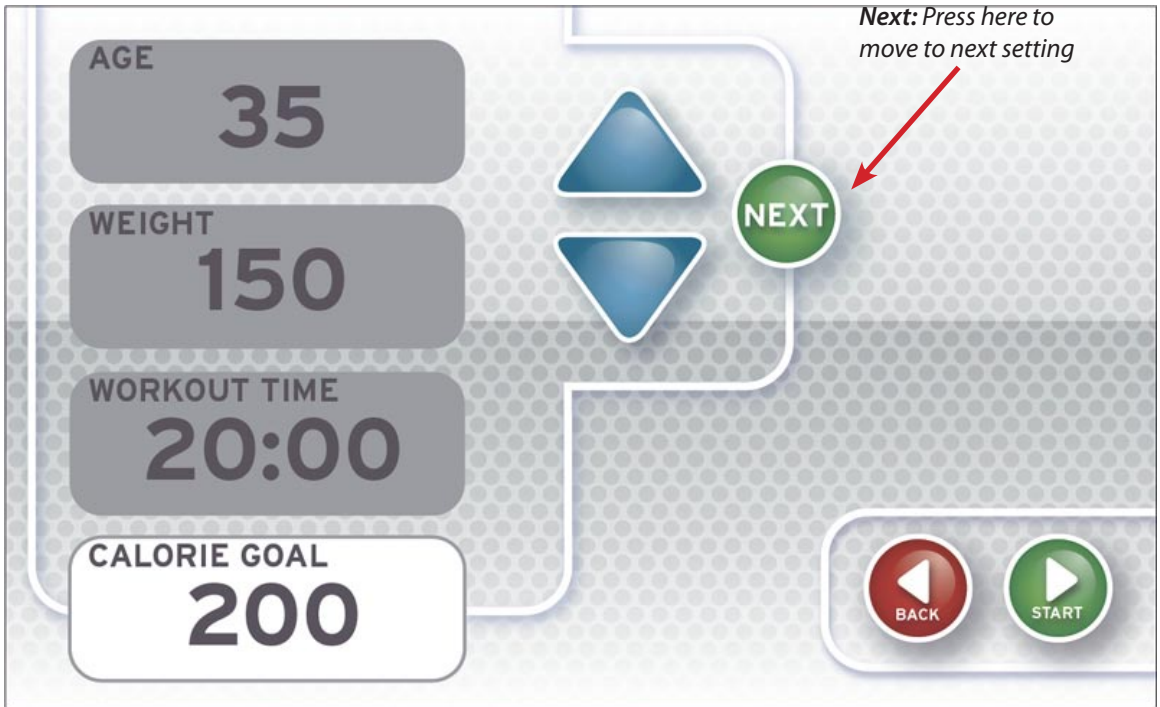 Next: Press here to
move to next setting
AGE
35
WEIGHT
150
NEXT
WORKOUT TIME
20:00
CALORIE GOAL
200
BACK
START